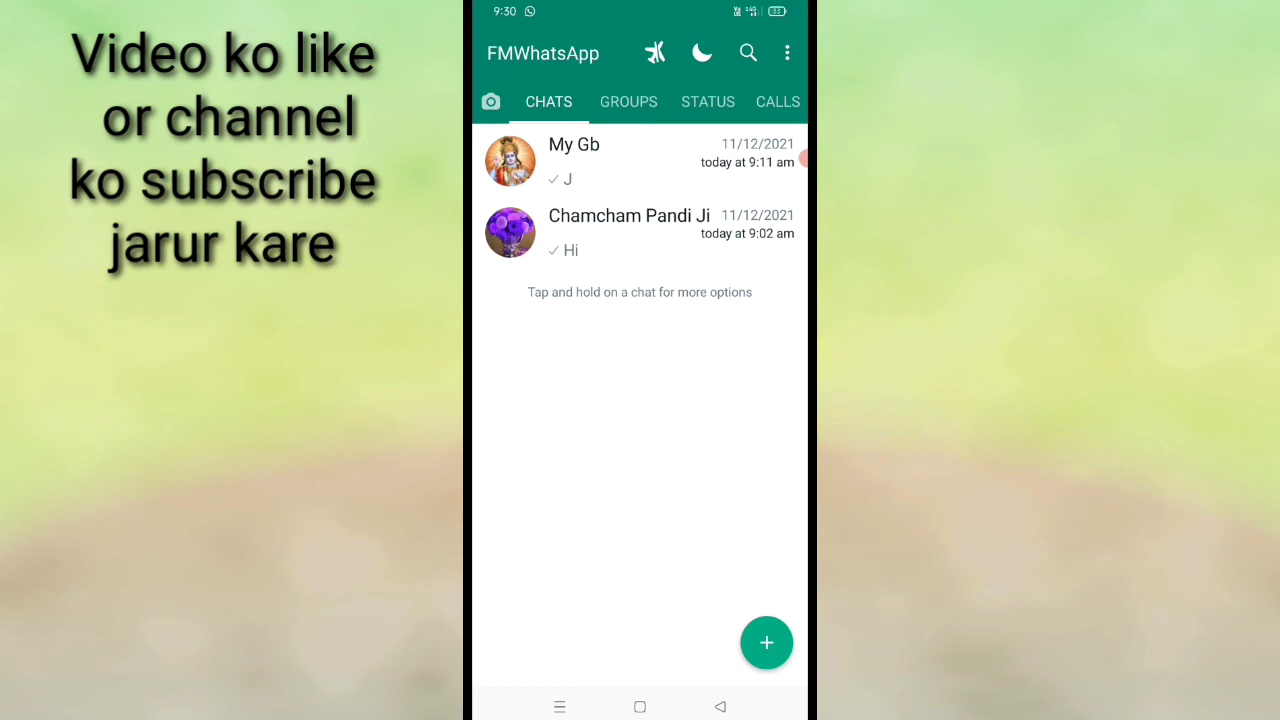 Video ko like
or channel
ko subscribe
jarur kare
9:30
FMWhatsApp
CHATS GROUPS STATUS CALLS
My Gb 11/12/2021
today at 9:11 am
J
Chamcham Pandi Ji 11/12/2021
today at 9:02 am
Hi
Tap and hold on a chat for more options